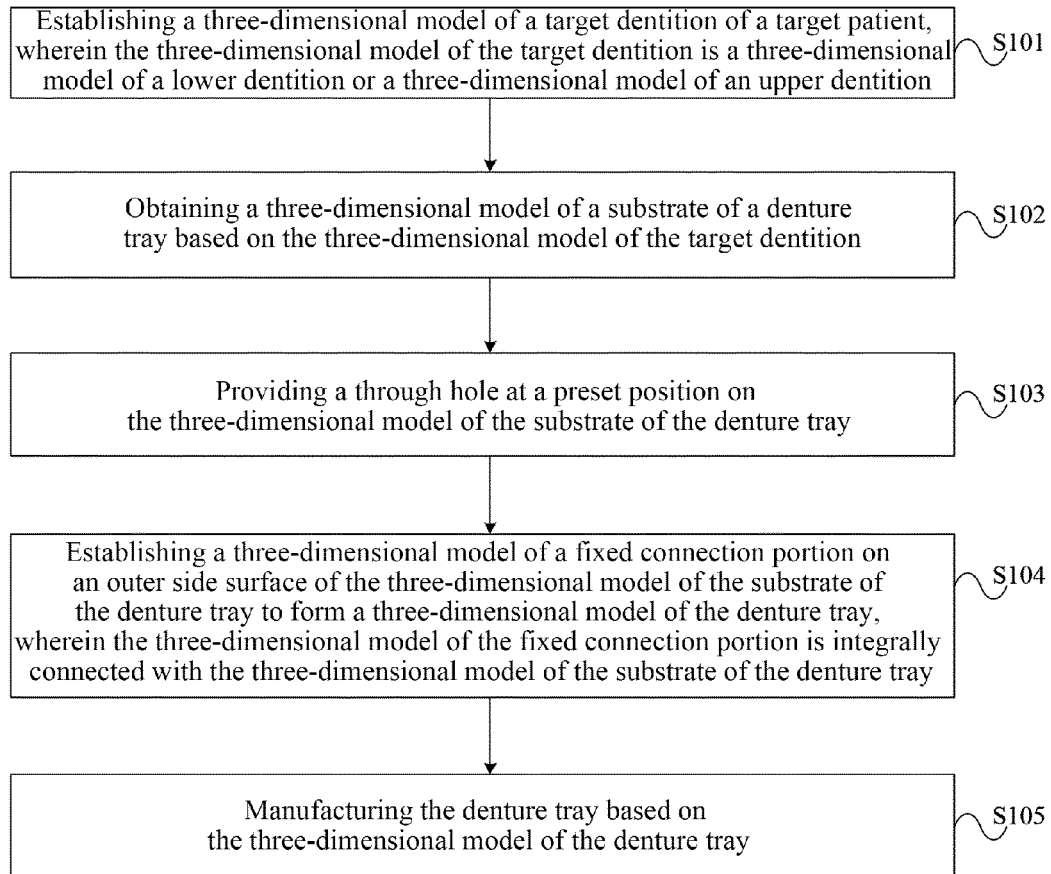 Establishing a three-dimensional model of a target dentition of a target patient,
wherein the three-dimensional model of the target dentition is a three-dimensional
model of a lower dentition or a three-dimensional model of an upper dentition
S101
Obtaining a three-dimensional model of a substrate of a denture
tray based on the three-dimensional model of the target dentition
S102
Providing a through hole at a preset position on
the three-dimensional model of the substrate of the denture tray
S103
Establishing a three-dimensional model of a fixed connection portion on
an outer side surface of the three-dimensional model of the substrate of
the denture tray to form a three-dimensional model of the denture tray,
wherein the three-dimensional model of the fixed connection portion is integrally
connected with the three-dimensional model of the substrate of the denture tray
S104
Manufacturing the denture tray based on
the three-dimensional model of the denture tray
S105